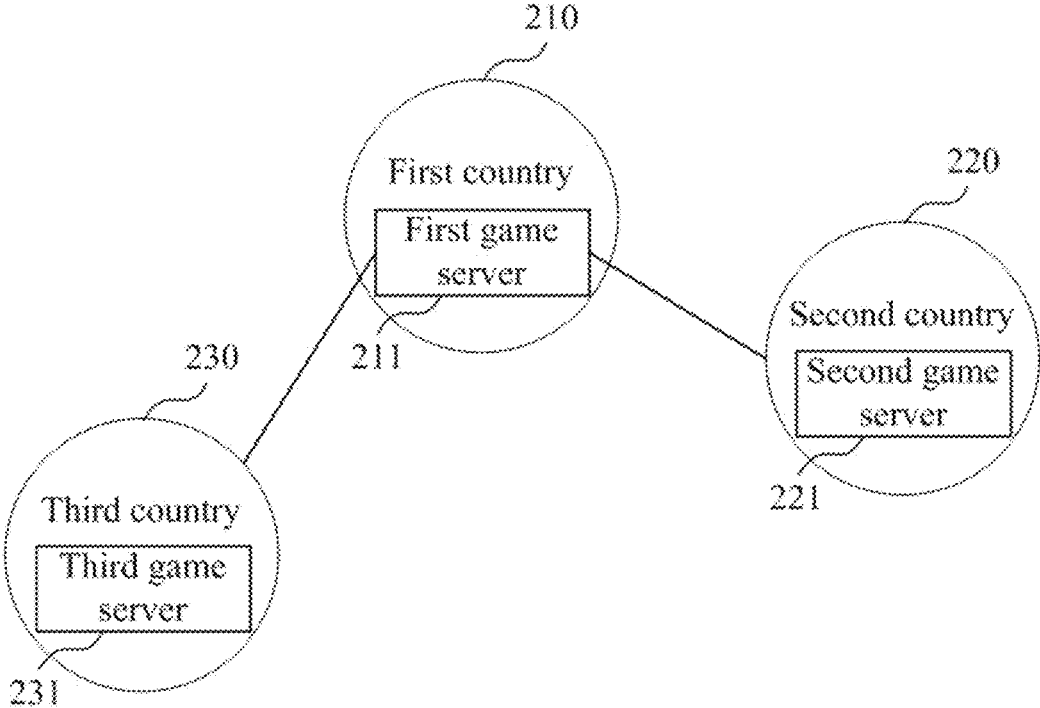 210
First country
First game
server
211
220
Second country
Second game
server
221
230
Third country
Third game
server
231